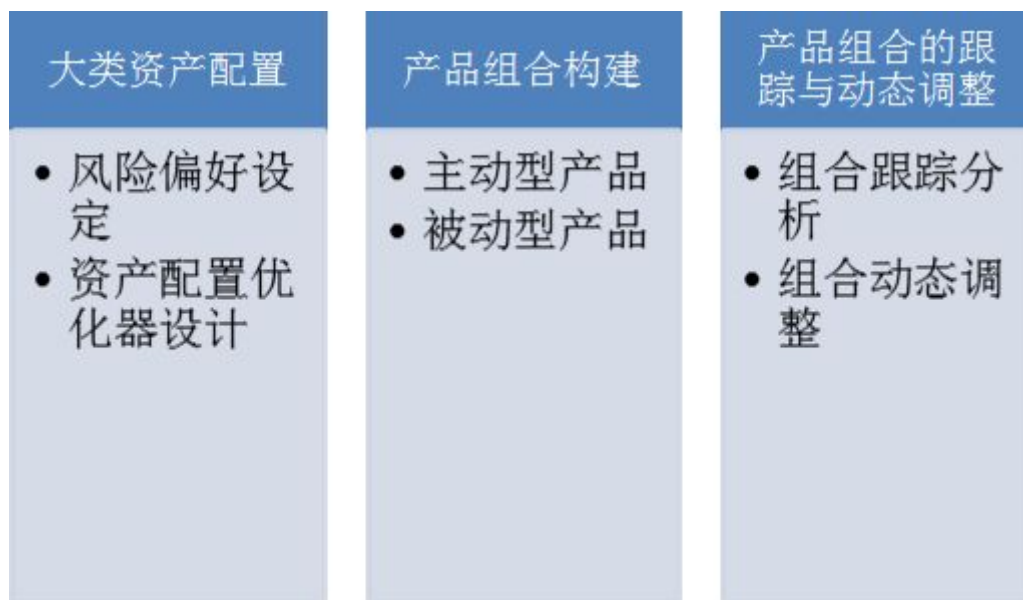 大类资产配置
• 风险偏好设
定
• 资产配置优
化器设计
产品组合构建
• 主动型产品
• 被动型产品
产品组合的跟
踪与动态调整
• 组合跟踪分
析
• 组合动态调
整